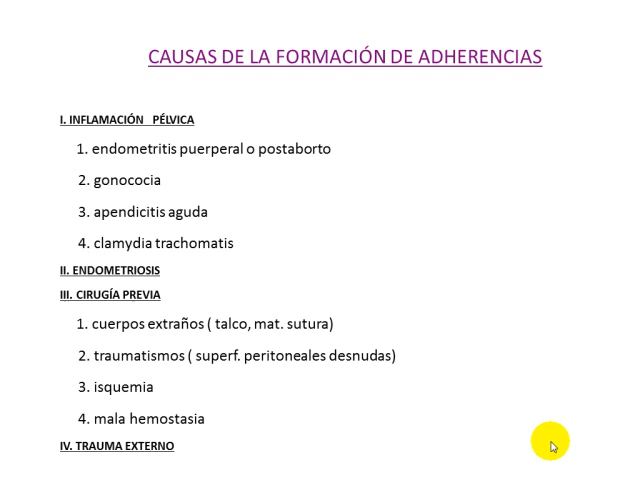 CAUSAS DE LA FORMACIÓN DE ADHERENCIAS
I. INFLAMACIÓN PÉLVICA
1. endometritis puerperal o postaborto
2. gonococia
3. apendicitis aguda
4. clamydia trachomatis
II. ENDOMETRIOSIS
III. CIRUGÍA PREVIA
1. cuerpos extraños ( talco, mat. sutura)
2. traumatismos ( superf. peritoneales desnudas)
3. isquemia
4. mala hemostasia
IV. TRAUMA EXTERNO